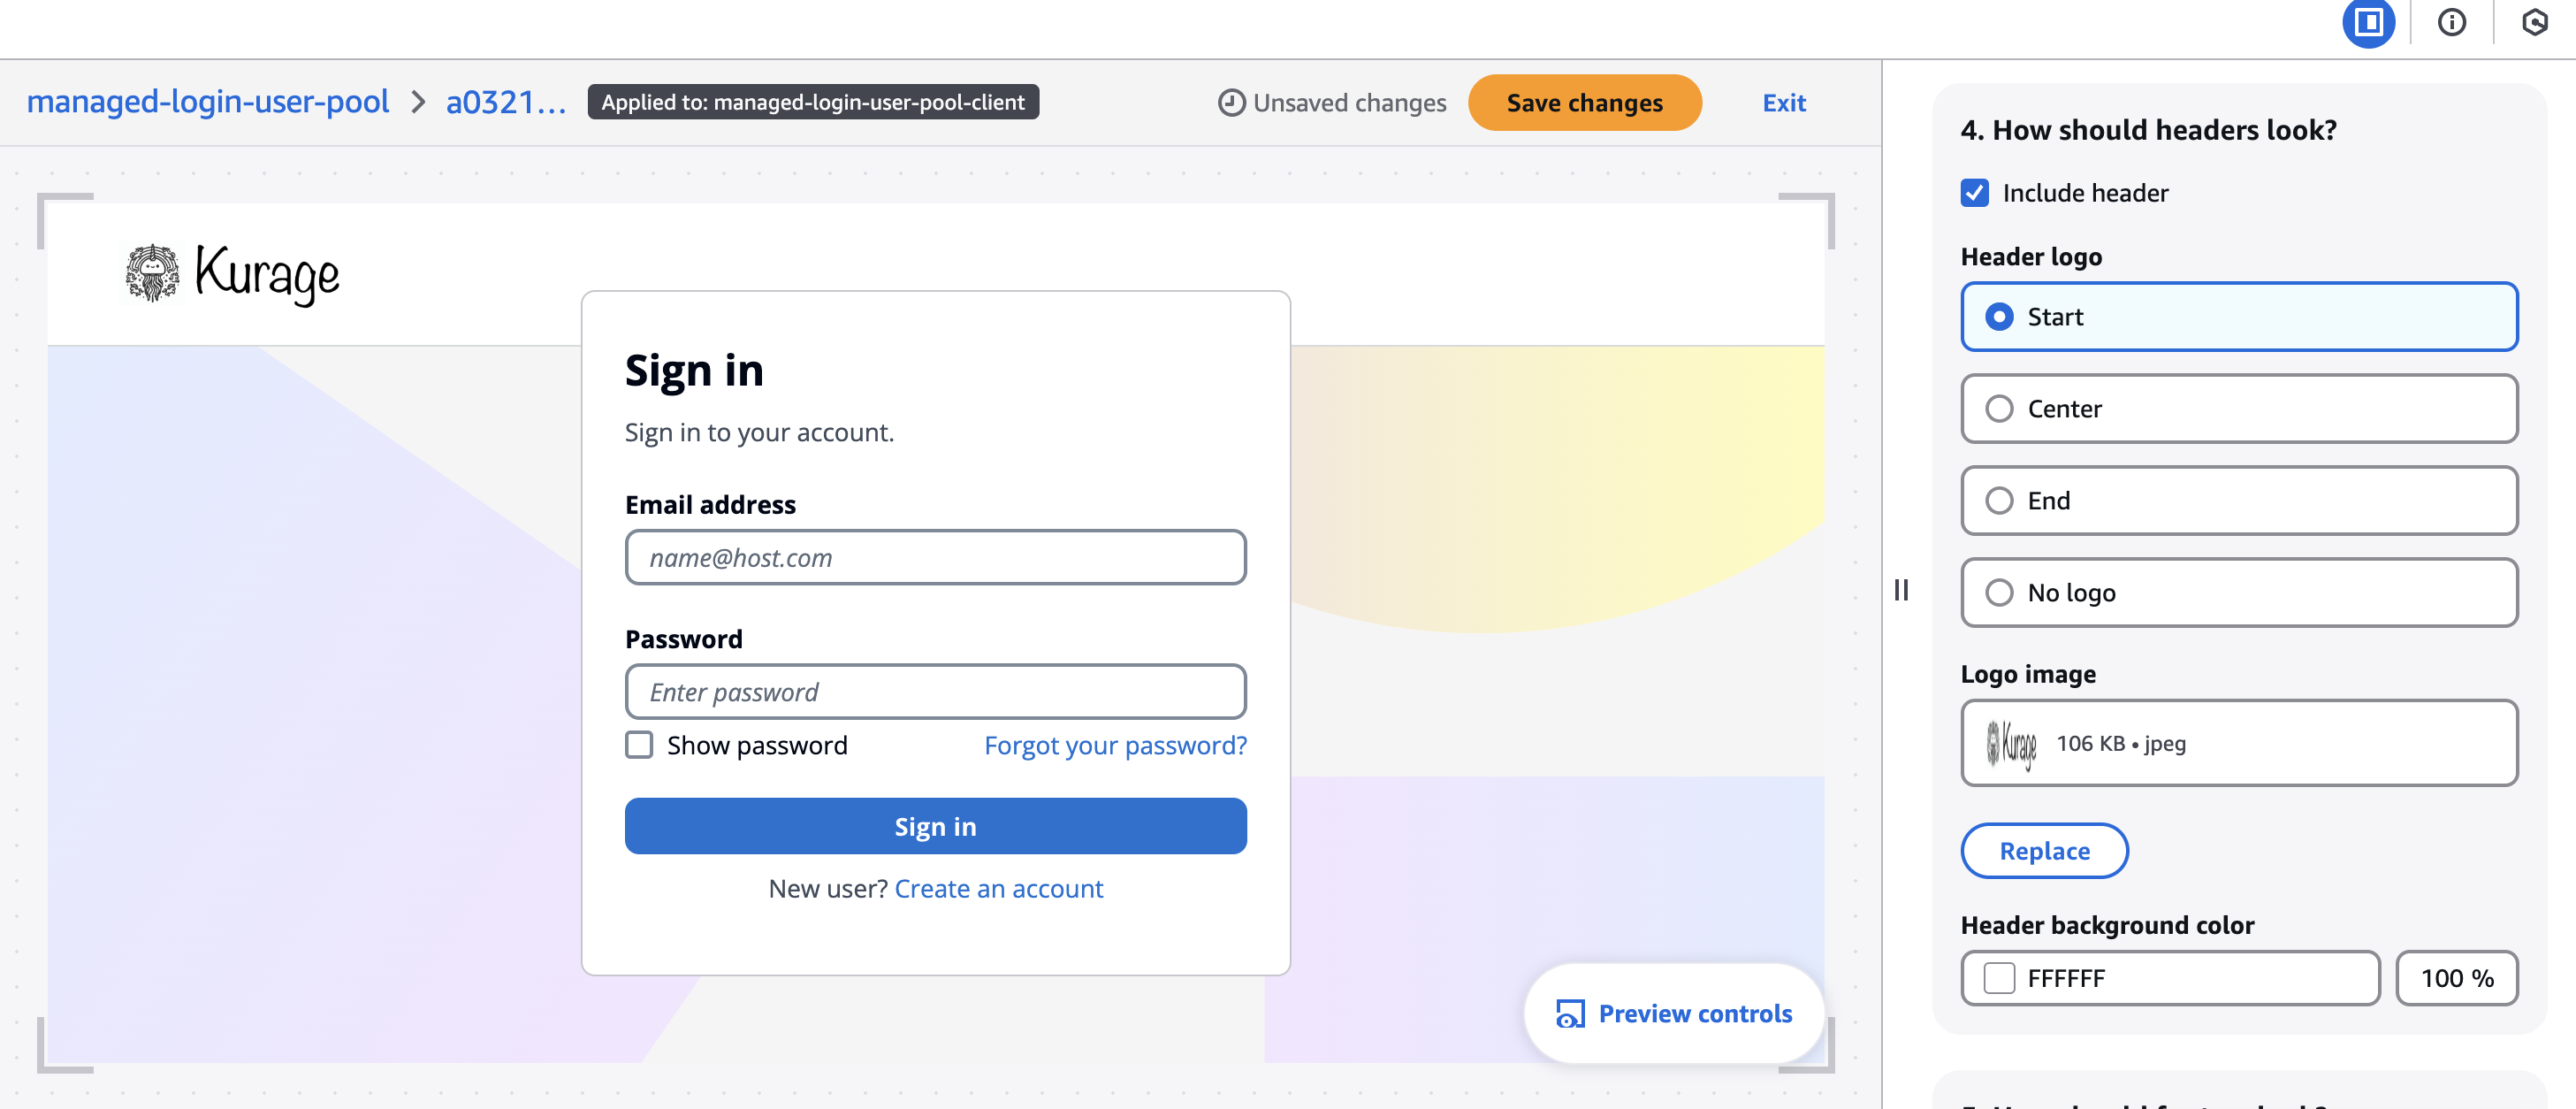 managed-login-user-pool > a0321... Applied to: managed-login-user-pool-client Unsaved changes Save changes Exit
Kurage
Sign in
Sign in to your account.
Email address
name@host.com
Password
Enter password
Show password Forgot your password?
Sign in
New user? Create an account
Preview controls
4. How should headers look?
Include header
Header logo
Start
Center
End
No logo
Logo image
Kurage 106 KB • jpeg
Replace
Header background color
FFFFFF 100 %